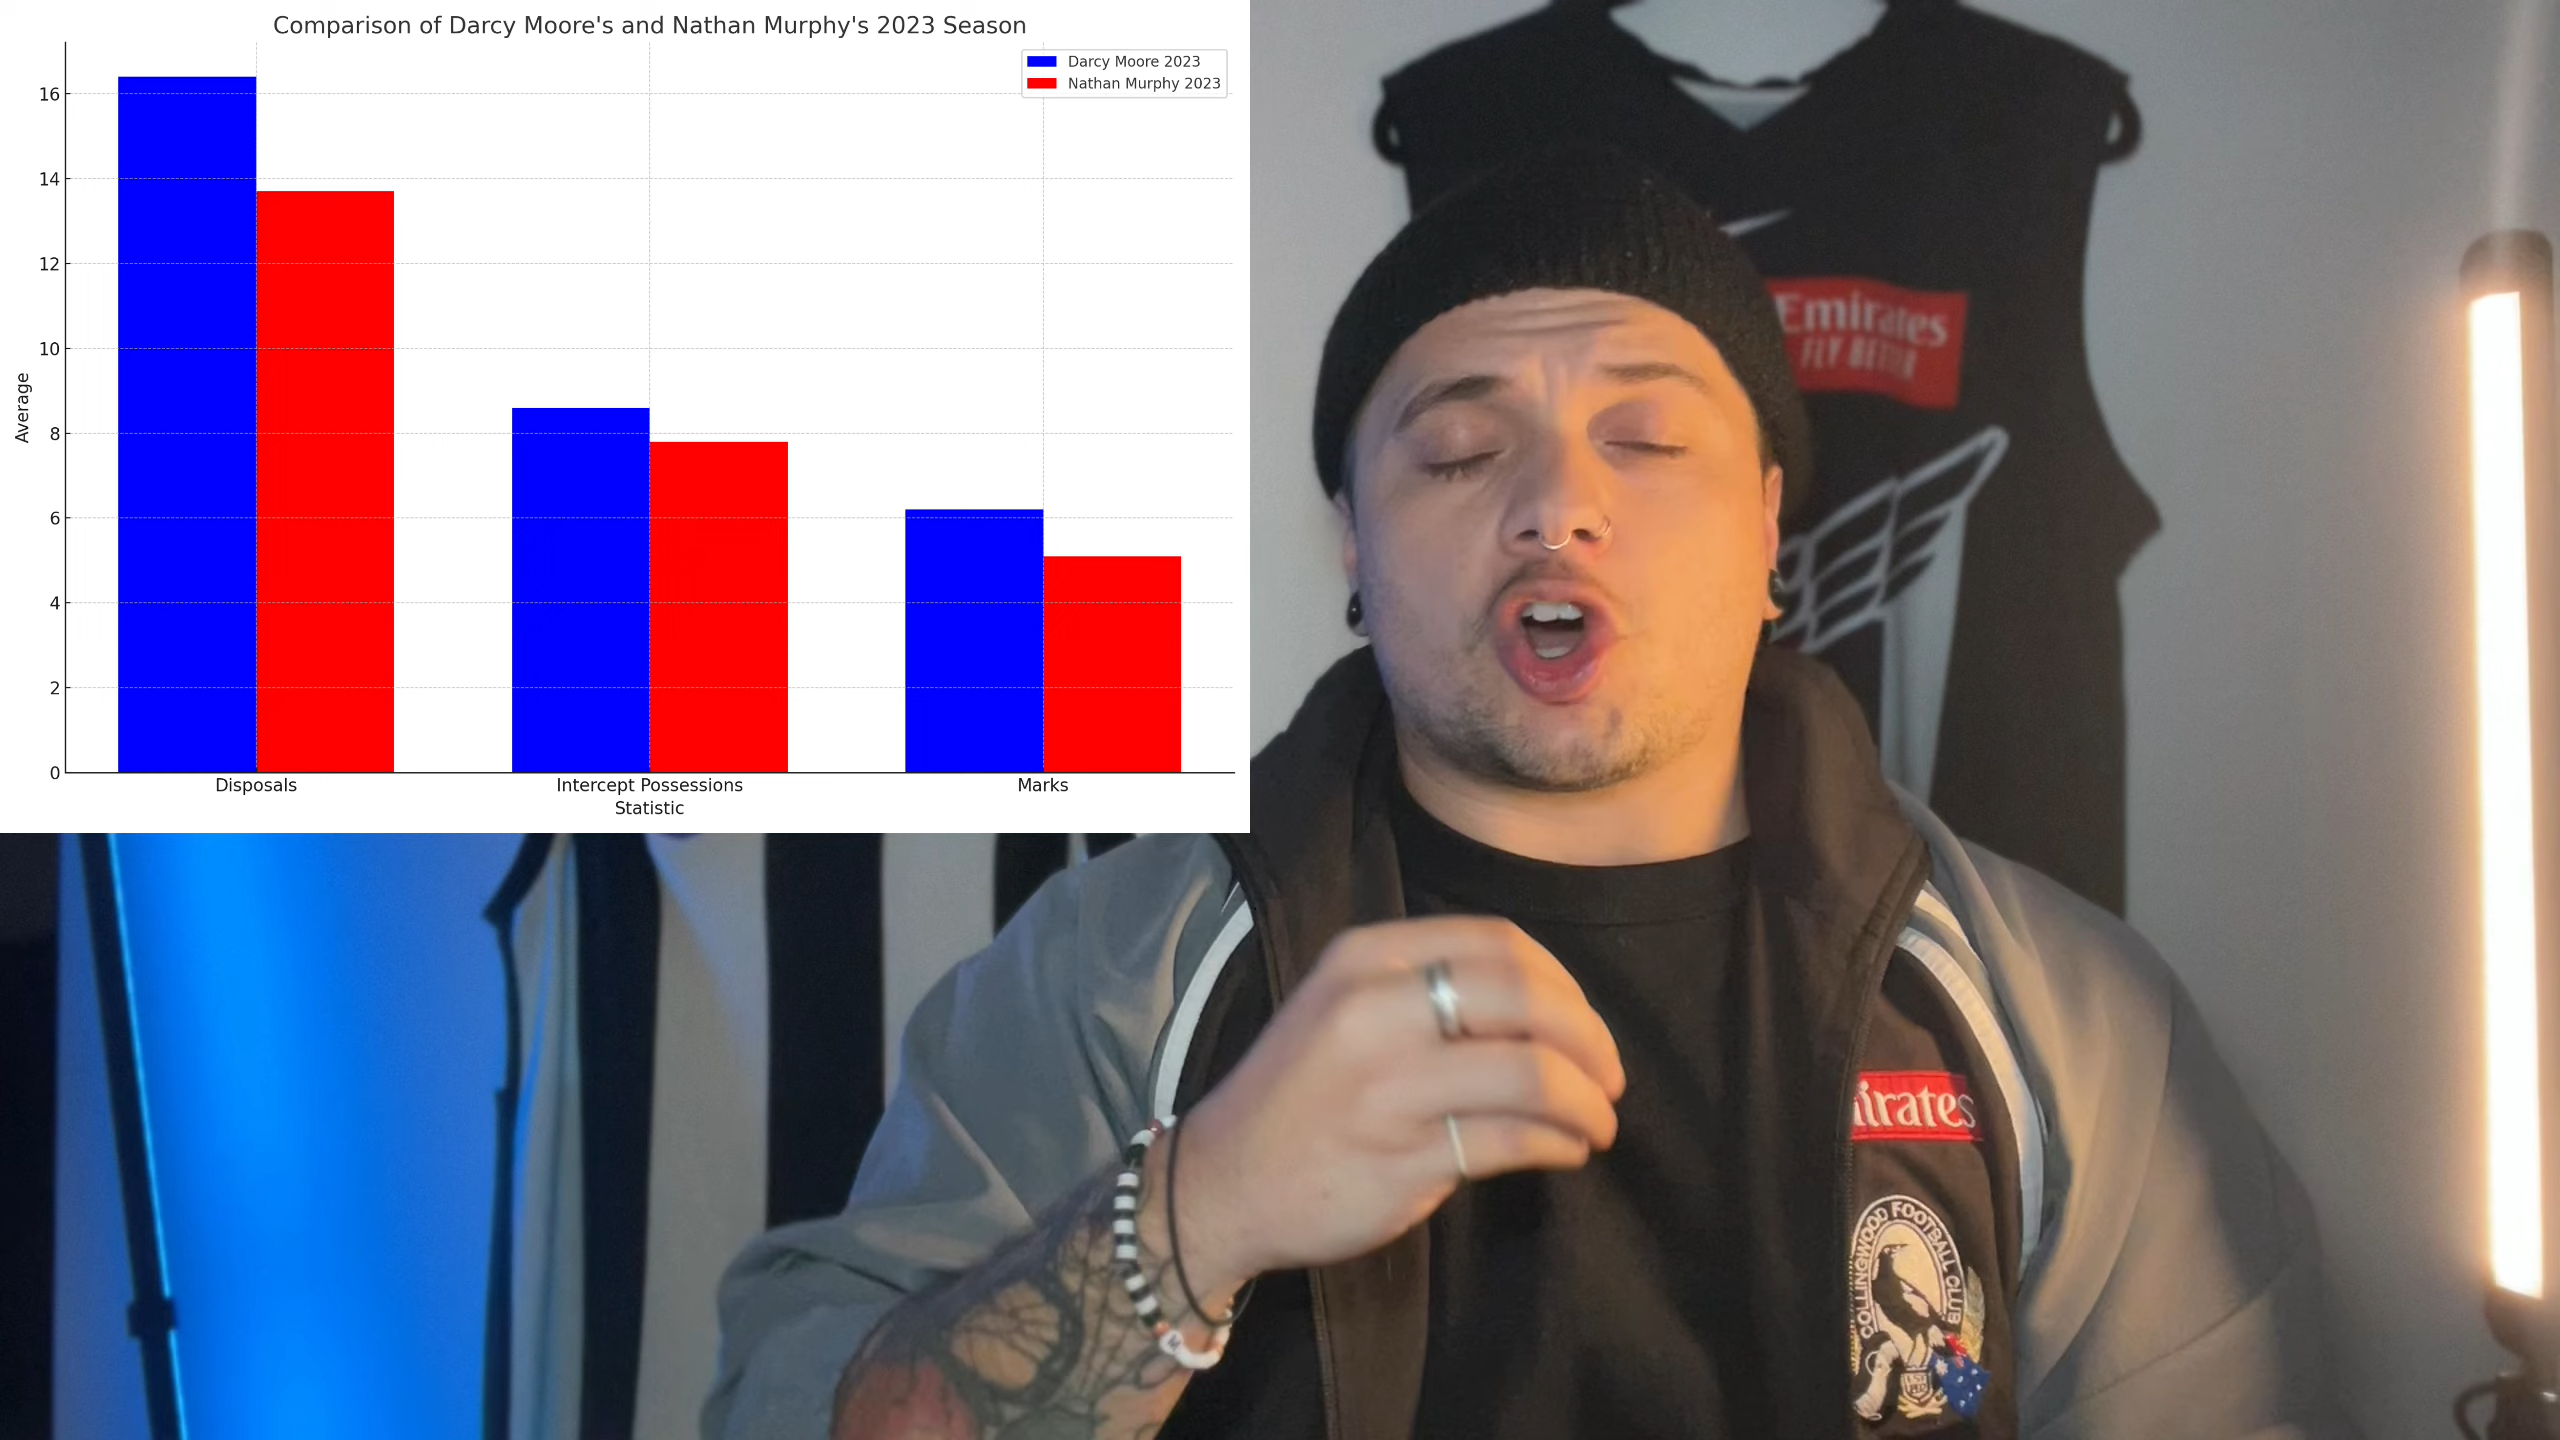 Comparison of Darcy Moore's and Nathan Murphy's 2023 Season
Darcy Moore 2023
Nathan Murphy 2023
16
14
12
10
8
6
4
2
0
Average
Disposals
Intercept Possessions
Marks
Statistic
Emirates
FLY BETTER
irates
COLLINGWOOD FOOTBALL CLUB